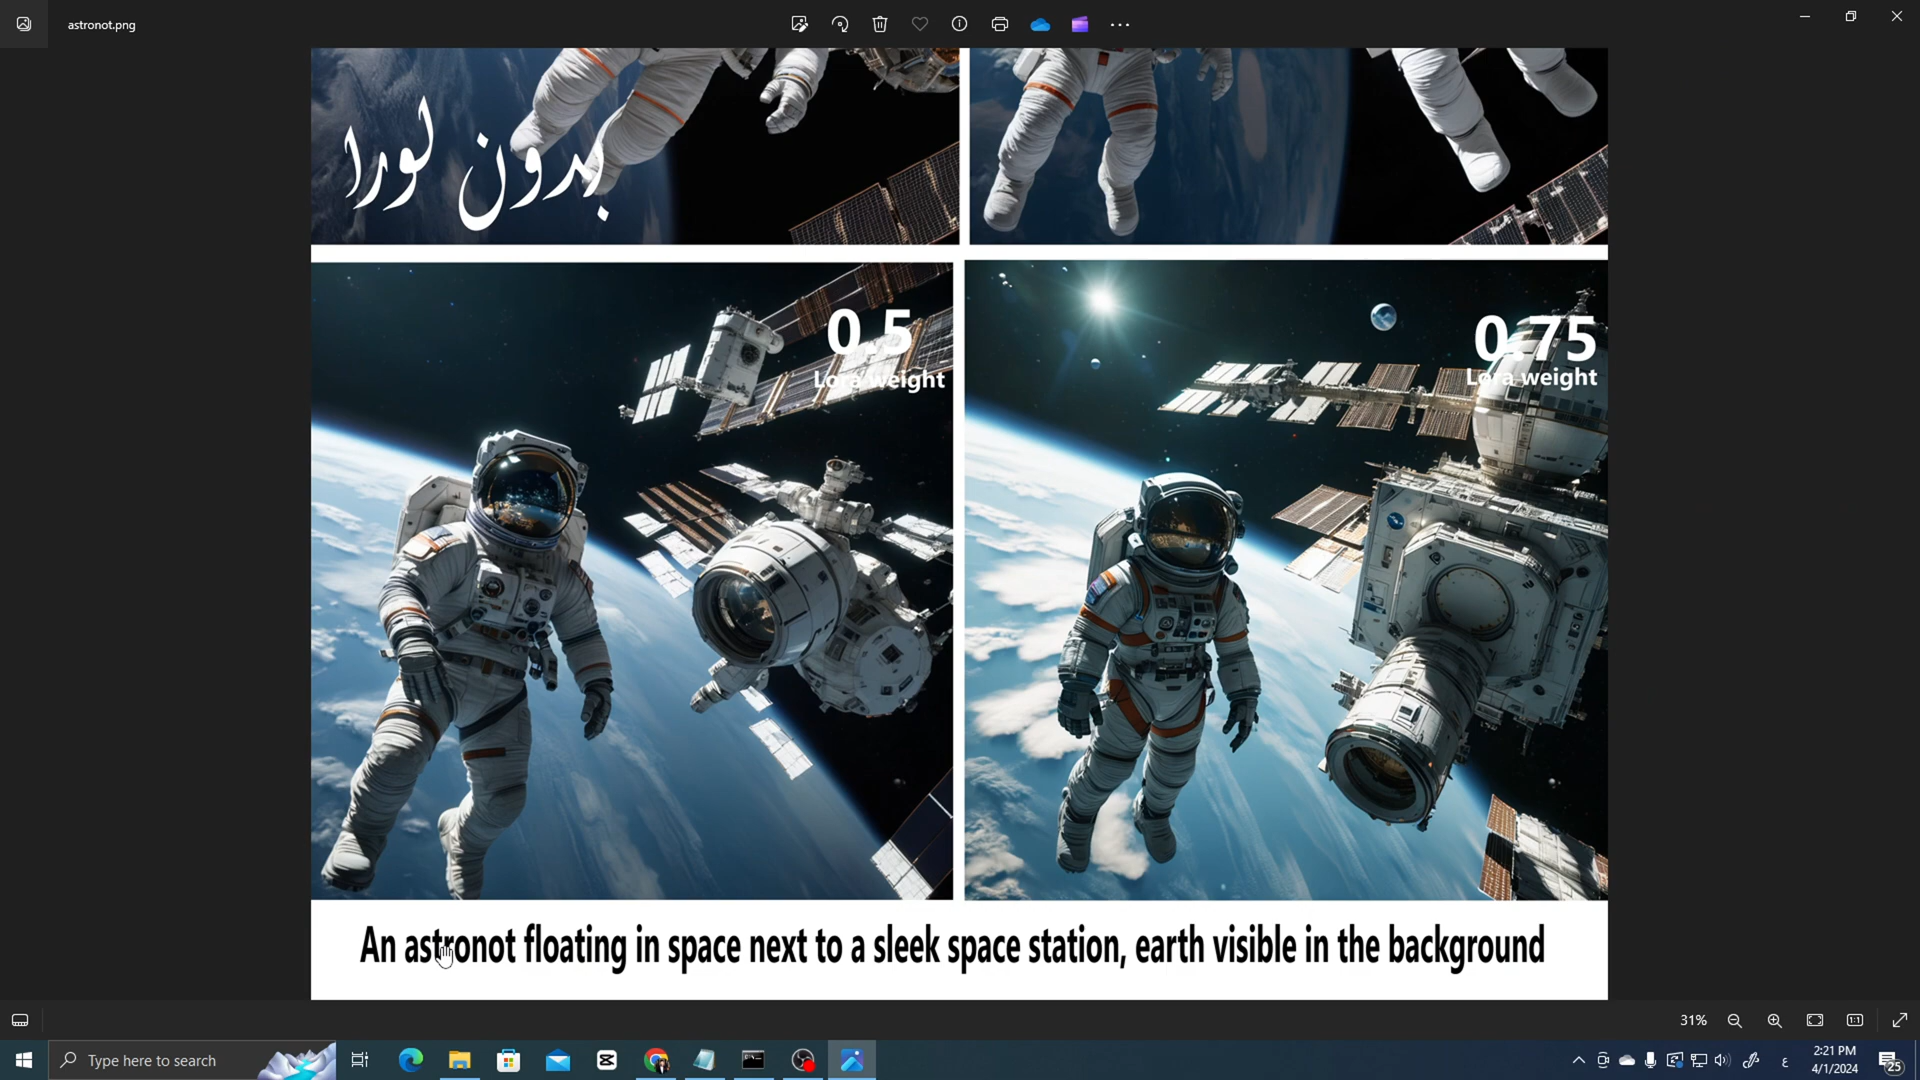 astronot.png
بدون لورا
0.5
Lora weight
0.75
Lora weight
An astronot floating in space next to a sleek space station, earth visible in the background
31%
Type here to search
ع
2:21 PM
4/1/2024
25